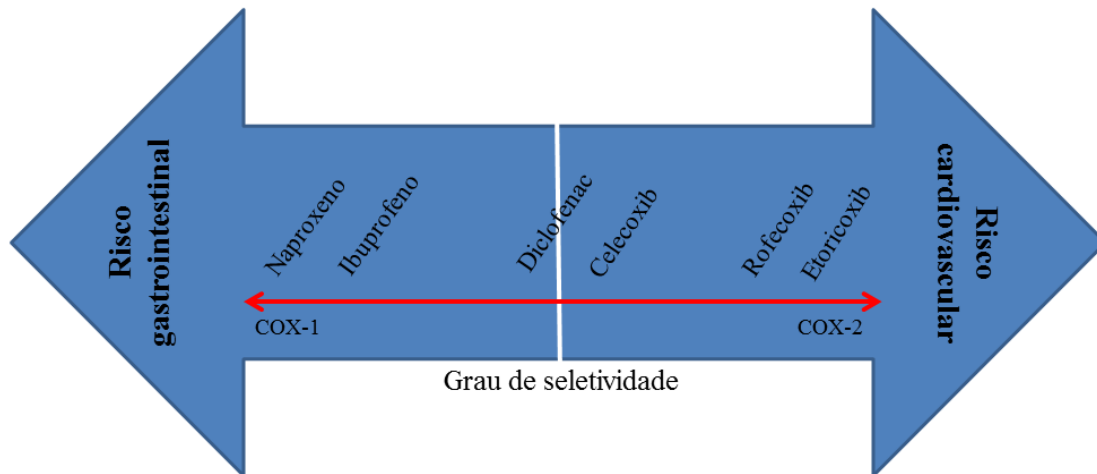 Risco
gastrointestinal
Naproxeno
Ibuprofeno
Diclofenac
Celecoxib
Rofecoxib
Etoricoxib
Risco
cardiovascular
COX-1
COX-2
Grau de seletividade